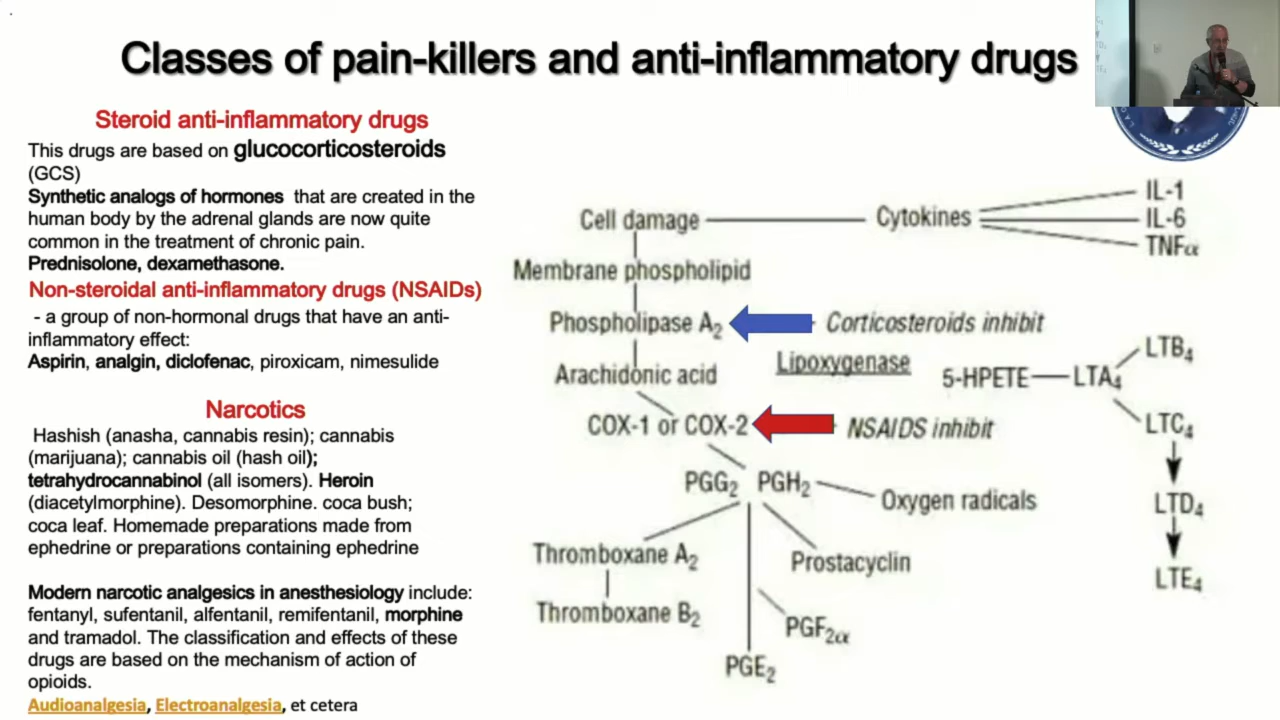 Classes of pain-killers and anti-inflammatory drugs
Steroid anti-inflammatory drugs
This drugs are based on glucocorticosteroids
(GCS)
Synthetic analogs of hormones that are created in the
human body by the adrenal glands are now quite
common in the treatment of chronic pain.
Prednisolone, dexamethasone.
Non-steroidal anti-inflammatory drugs (NSAIDs)
- a group of non-hormonal drugs that have an anti-
inflammatory effect:
Aspirin, analgin, diclofenac, piroxicam, nimesulide
Narcotics
Hashish (anasha, cannabis resin); cannabis
(marijuana); cannabis oil (hash oil);
tetrahydrocannabinol (all isomers). Heroin
(diacetylmorphine). Desomorphine. coca bush;
coca leaf. Homemade preparations made from
ephedrine or preparations containing ephedrine
Modern narcotic analgesics in anesthesiology include:
fentanyl, sufentanil, alfentanil, remifentanil, morphine
and tramadol. The classification and effects of these
drugs are based on the mechanism of action of
opioids.
Audioanalgesia, Electroanalgesia, et cetera
Cell damage
Cytokines
IL-1
IL-6
TNFα
Membrane phospholipid
Phospholipase A2
Corticosteroids inhibit
Arachidonic acid
Lipoxygenase
5-HPETE
LTA4
LTB4
LTC4
LTD4
LTE4
COX-1 or COX-2
NSAIDS inhibit
PGG2 PGH2
Oxygen radicals
Thromboxane A2
Thromboxane B2
Prostacyclin
PGF2α
PGE2